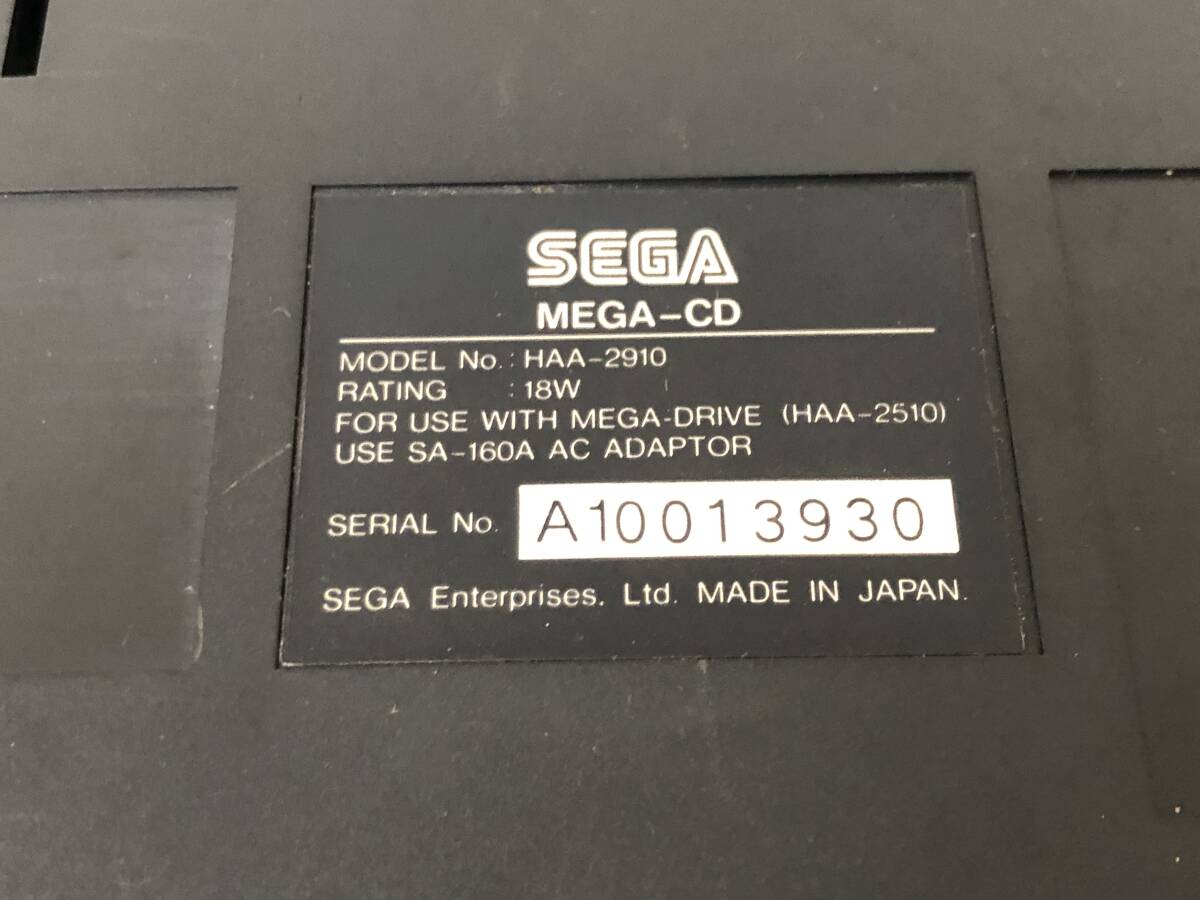 SEGA
MEGA-CD
MODEL No.: HAA-2910
RATING : 18W
FOR USE WITH MEGA-DRIVE (HAA-2510)
USE SA-160A AC ADAPTOR
SERIAL No. A10013930
SEGA Enterprises, Ltd. MADE IN JAPAN.